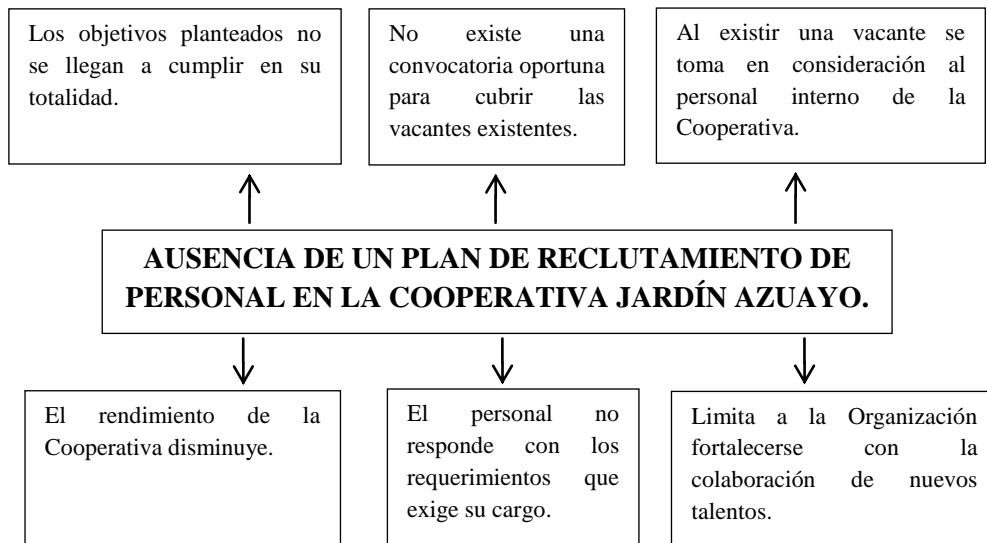 Los objetivos planteados no
se llegan a cumplir en su
totalidad.
No existe una
convocatoria oportuna
para cubrir las
vacantes existentes.
Al existir una vacante se
toma en consideración al
personal interno de la
Cooperativa.
AUSENCIA DE UN PLAN DE RECLUTAMIENTO DE
PERSONAL EN LA COOPERATIVA JARDÍN AZUAYO.
El rendimiento de la
Cooperativa disminuye.
El personal no
responde con los
requerimientos que
exige su cargo.
Limita a la Organización
fortalecerse con la
colaboración de nuevos
talentos.